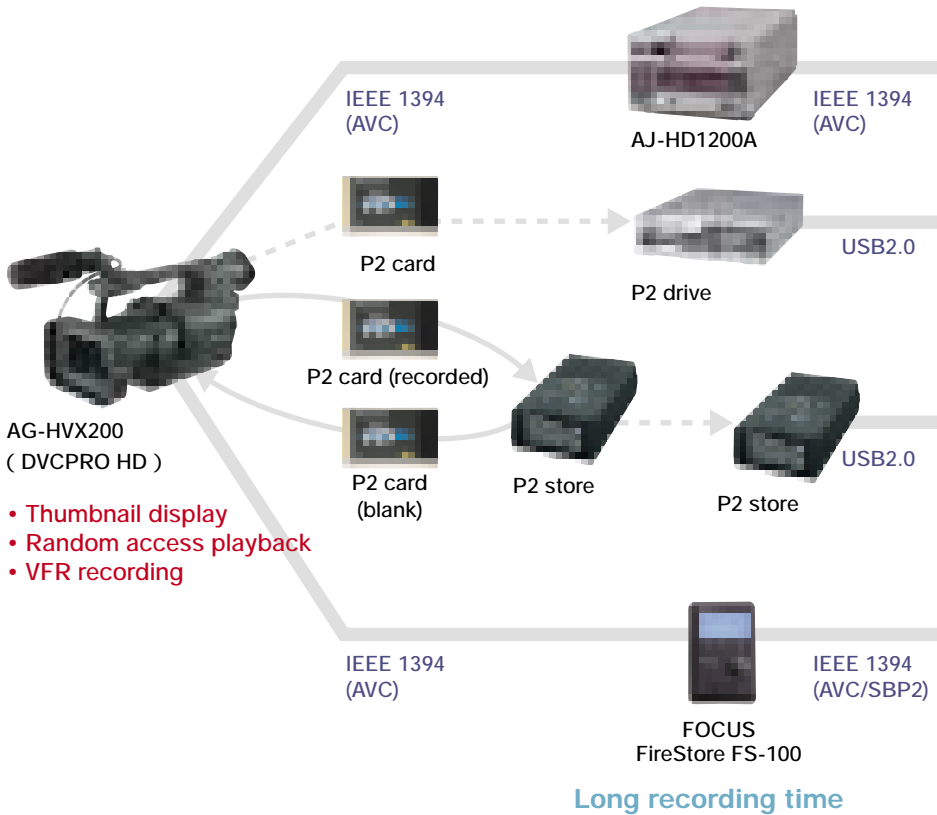 IEEE 1394
(AVC)
AJ-HD1200A
IEEE 1394
(AVC)
P2 card
P2 drive
USB2.0
P2 card (recorded)
AG-HVX200
( DVCPRO HD )
P2 card
(blank)
P2 store
P2 store
USB2.0
• Thumbnail display
• Random access playback
• VFR recording
IEEE 1394
(AVC)
FOCUS
FireStore FS-100
IEEE 1394
(AVC/SBP2)
Long recording time